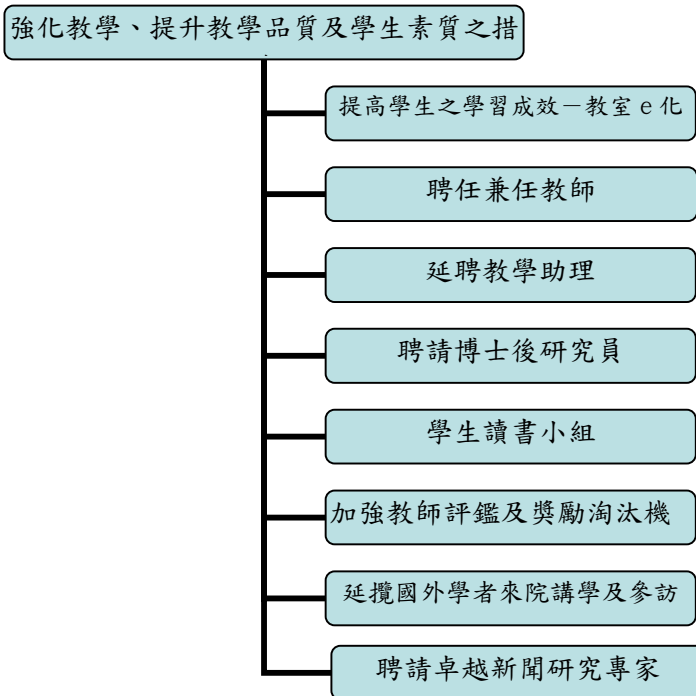 強化教學、提升教學品質及學生素質之措
提高學生之學習成效－教室 e 化
聘任兼任教師
延聘教學助理
聘請博士後研究員
學生讀書小組
加強教師評鑑及獎勵淘汰機
延攬國外學者來院講學及參訪
聘請卓越新聞研究專家